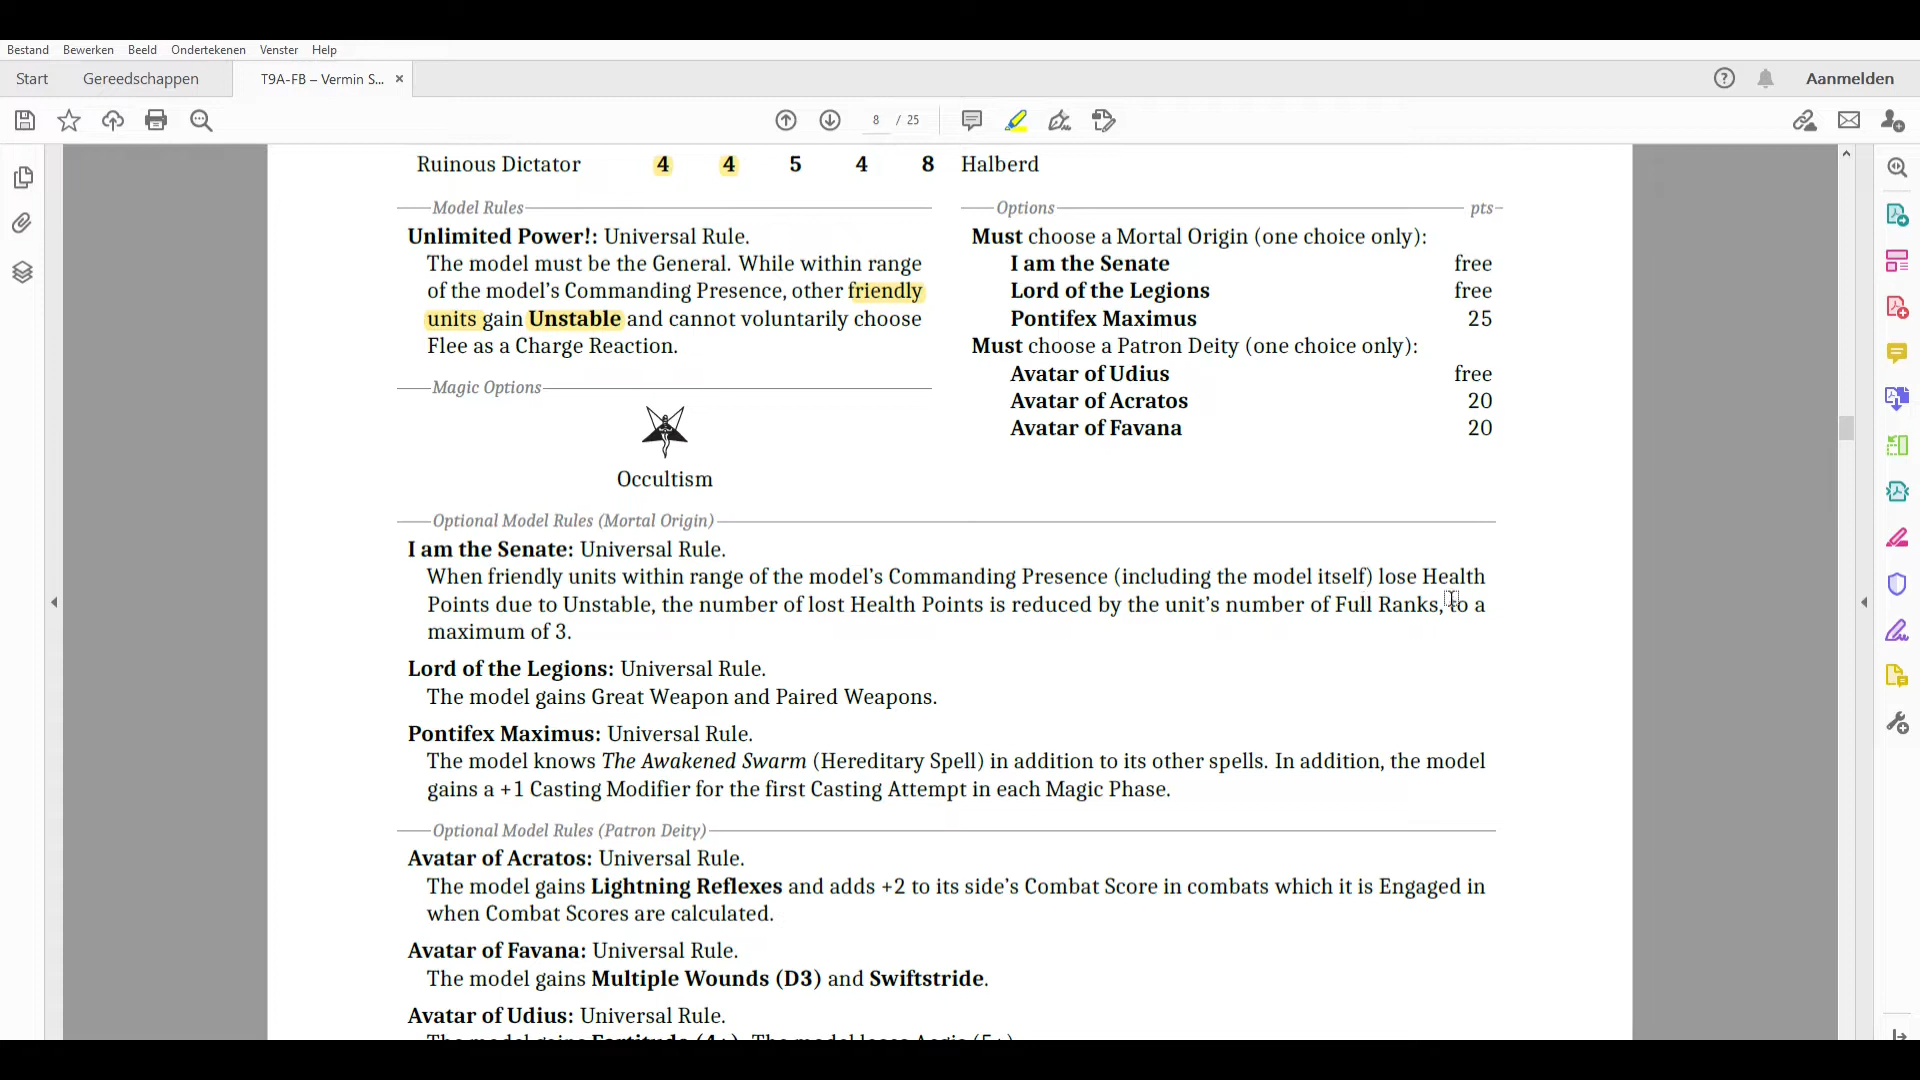 Bestand Bewerken Beeld Ondertekenen Venster Help
Start Gereedschappen T9A-FB – Vermin S... × Aanmelden
8 / 25
Ruinous Dictator 4 4 5 4 8 Halberd
Model Rules
Unlimited Power!: Universal Rule.
The model must be the General. While within range
of the model's Commanding Presence, other friendly
units gain Unstable and cannot voluntarily choose
Flee as a Charge Reaction.
Magic Options
Occultism
Options pts
Must choose a Mortal Origin (one choice only):
I am the Senate free
Lord of the Legions free
Pontifex Maximus 25
Must choose a Patron Deity (one choice only):
Avatar of Udius free
Avatar of Acratos 20
Avatar of Favana 20
Optional Model Rules (Mortal Origin)
I am the Senate: Universal Rule.
When friendly units within range of the model's Commanding Presence (including the model itself) lose Health
Points due to Unstable, the number of lost Health Points is reduced by the unit's number of Full Ranks, to a
maximum of 3.
Lord of the Legions: Universal Rule.
The model gains Great Weapon and Paired Weapons.
Pontifex Maximus: Universal Rule.
The model knows The Awakened Swarm (Hereditary Spell) in addition to its other spells. In addition, the model
gains a +1 Casting Modifier for the first Casting Attempt in each Magic Phase.
Optional Model Rules (Patron Deity)
Avatar of Acratos: Universal Rule.
The model gains Lightning Reflexes and adds +2 to its side's Combat Score in combats which it is Engaged in
when Combat Scores are calculated.
Avatar of Favana: Universal Rule.
The model gains Multiple Wounds (D3) and Swiftstride.
Avatar of Udius: Universal Rule.
The model gains Fortitude (4+). The model loses Aegis (5+)